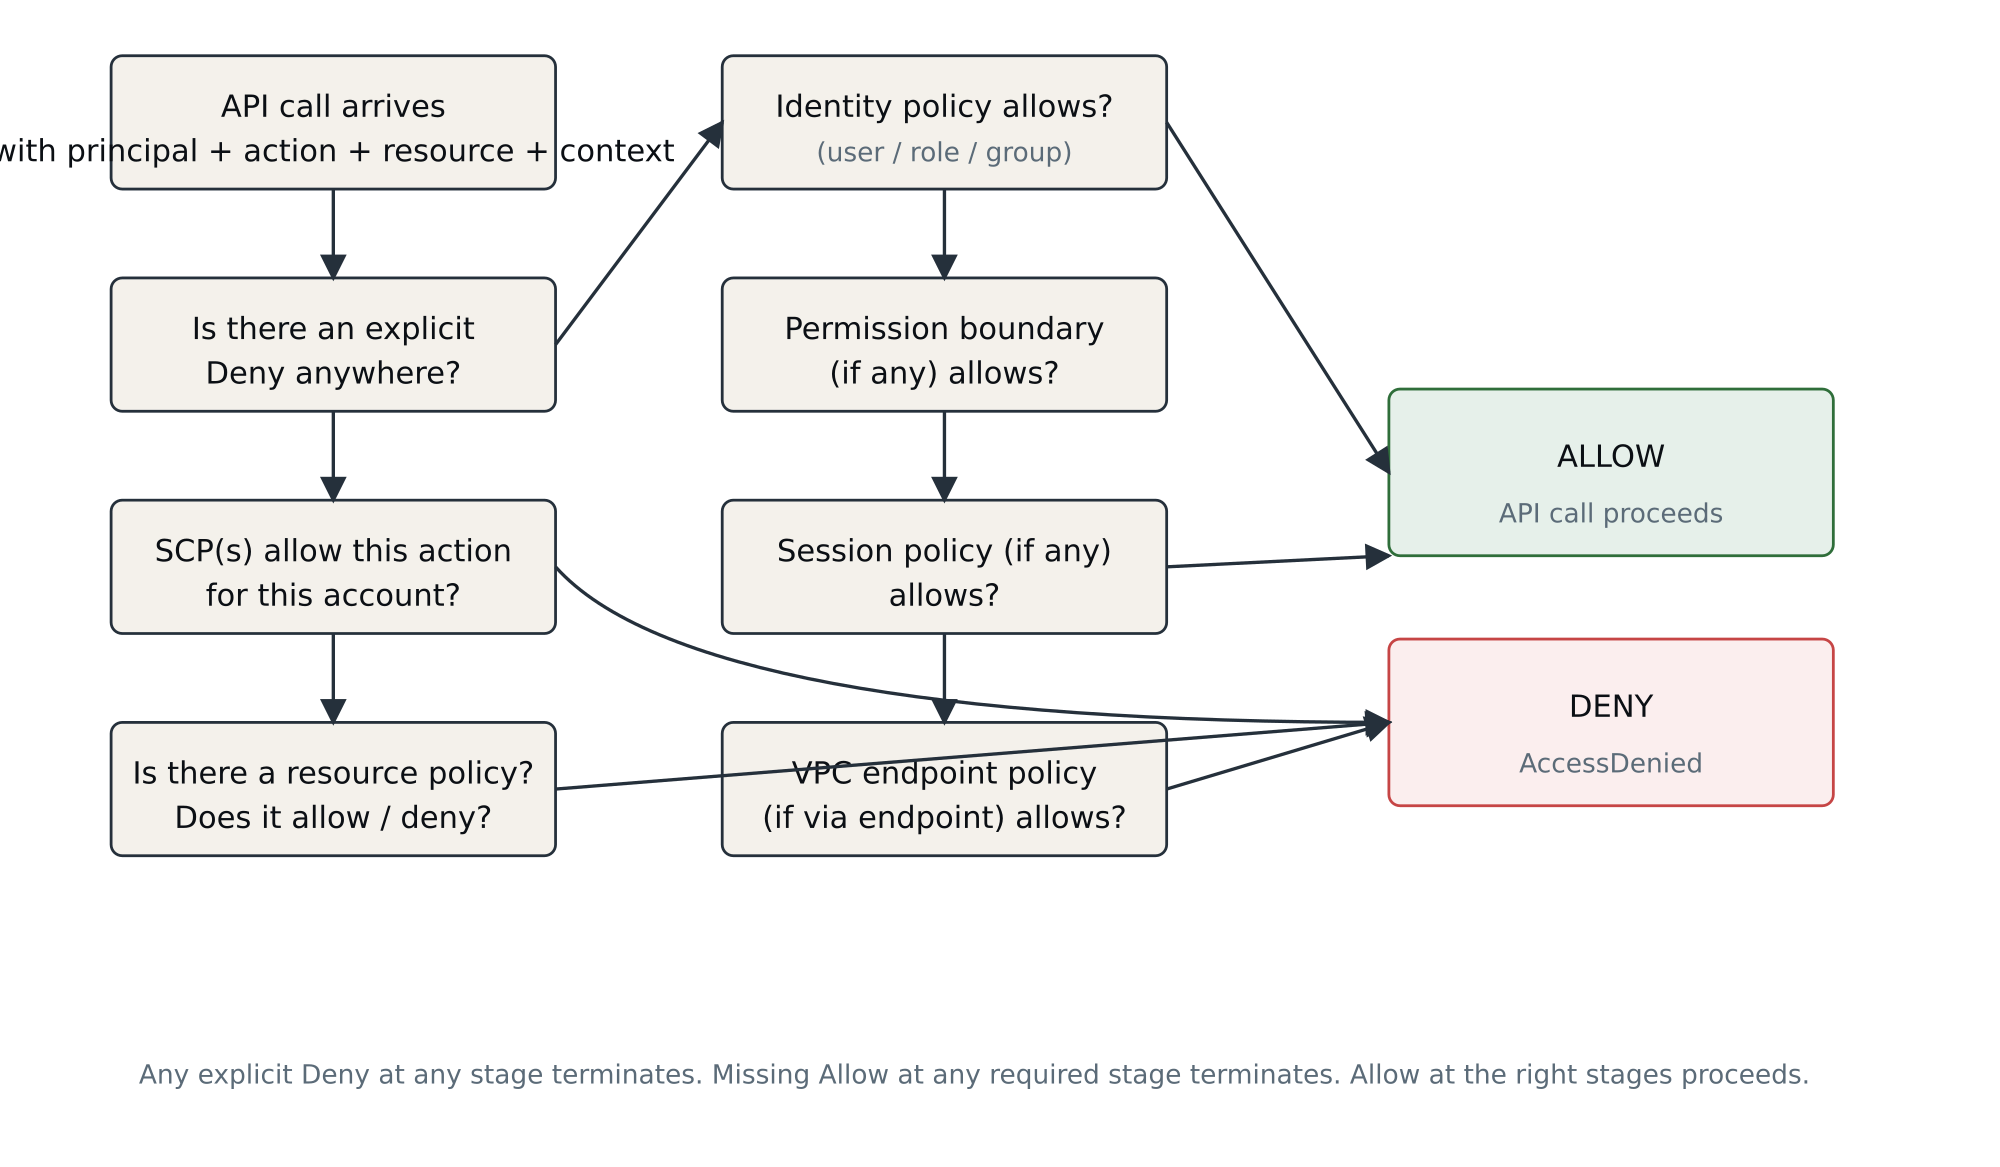 API call arrives
with principal + action + resource + context
Is there an explicit
Deny anywhere?
SCP(s) allow this action
for this account?
Is there a resource policy?
Does it allow / deny?
Identity policy allows?
(user / role / group)
Permission boundary
(if any) allows?
Session policy (if any)
allows?
VPC endpoint policy
(if via endpoint) allows?
ALLOW
API call proceeds
DENY
AccessDenied
Any explicit Deny at any stage terminates. Missing Allow at any required stage terminates. Allow at the right stages proceeds.